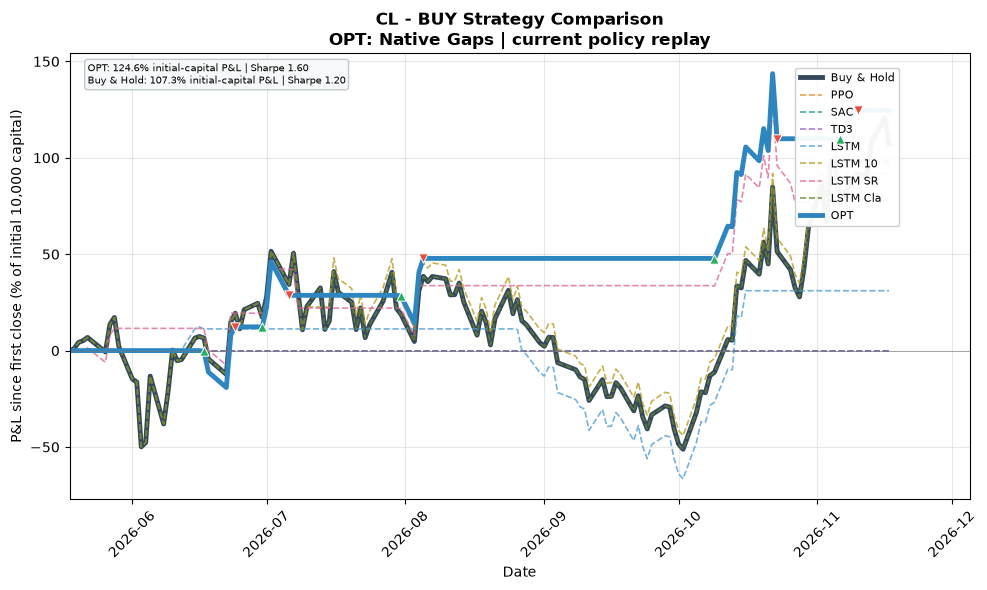 CL - BUY Strategy Comparison
OPT: Native Gaps | current policy replay
OPT: 124.6% initial-capital P&L | Sharpe 1.60
Buy & Hold: 107.3% initial-capital P&L | Sharpe 1.20
Buy & Hold
PPO
SAC
TD3
LSTM
LSTM 10
LSTM SR
LSTM Cla
OPT
P&L since first close (% of initial 10,000 capital)
150
100
50
0
−50
2026-06
2026-07
2026-08
2026-09
2026-10
2026-11
2026-12
Date